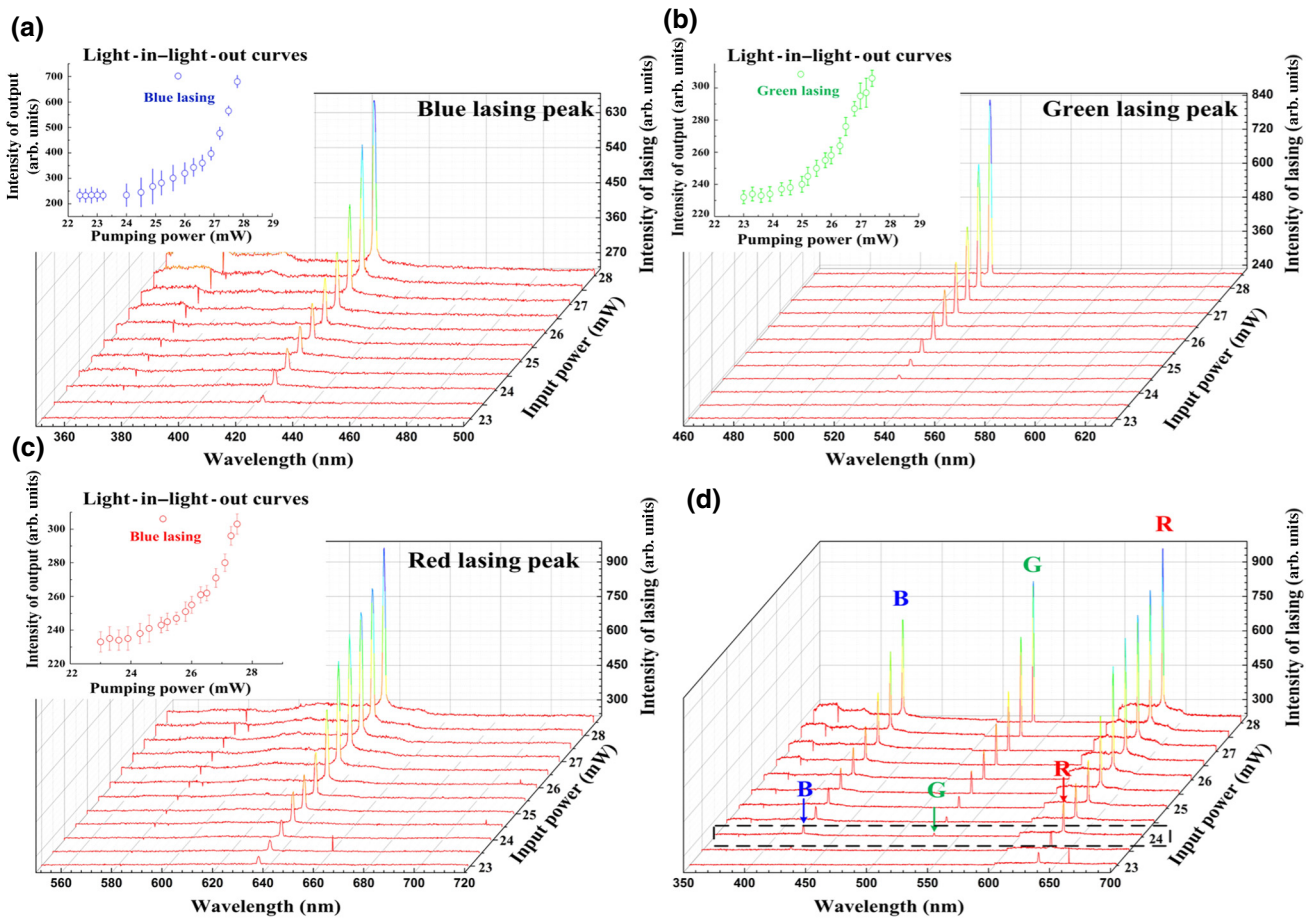 (a)
Light-in-light-out curves
Blue lasing
Intensity of output
(arb. units)
700
600
500
400
300
200
22 23 24 25 26 27 28 29
Pumping power (mW)
Blue lasing peak
630
540
450
360
270
Intensity of lasing (arb. units)
28
27
26
25
24
23
Input power (mW)
360 380 400 420 440 460 480 500
Wavelength (nm)
(b)
Light-in-light-out curves
Green lasing
Intensity of output (arb. units)
300
280
260
240
220
22 23 24 25 26 27 28 29
Pumping power (mW)
Green lasing peak
840
720
600
480
360
240
Intensity of lasing (arb. units)
28
27
26
25
24
23
Input power (mW)
460 480 500 520 540 560 580 600 620
Wavelength (nm)
(c)
Light-in-light-out curves
Blue lasing
Intensity of output (arb. units)
300
280
260
240
220
22 24 26 28
Pumping power (mW)
Red lasing peak
900
750
600
450
300
Intensity of lasing (arb. units)
28
27
26
25
24
23
Input power (mW)
560 580 600 620 640 660 680 700 720
Wavelength (nm)
(d)
B
G
R
B
G
R
900
750
600
450
300
Intensity of lasing (arb. units)
28
27
26
25
24
23
Input power (mW)
350 400 450 500 550 600 650 700
Wavelength (nm)